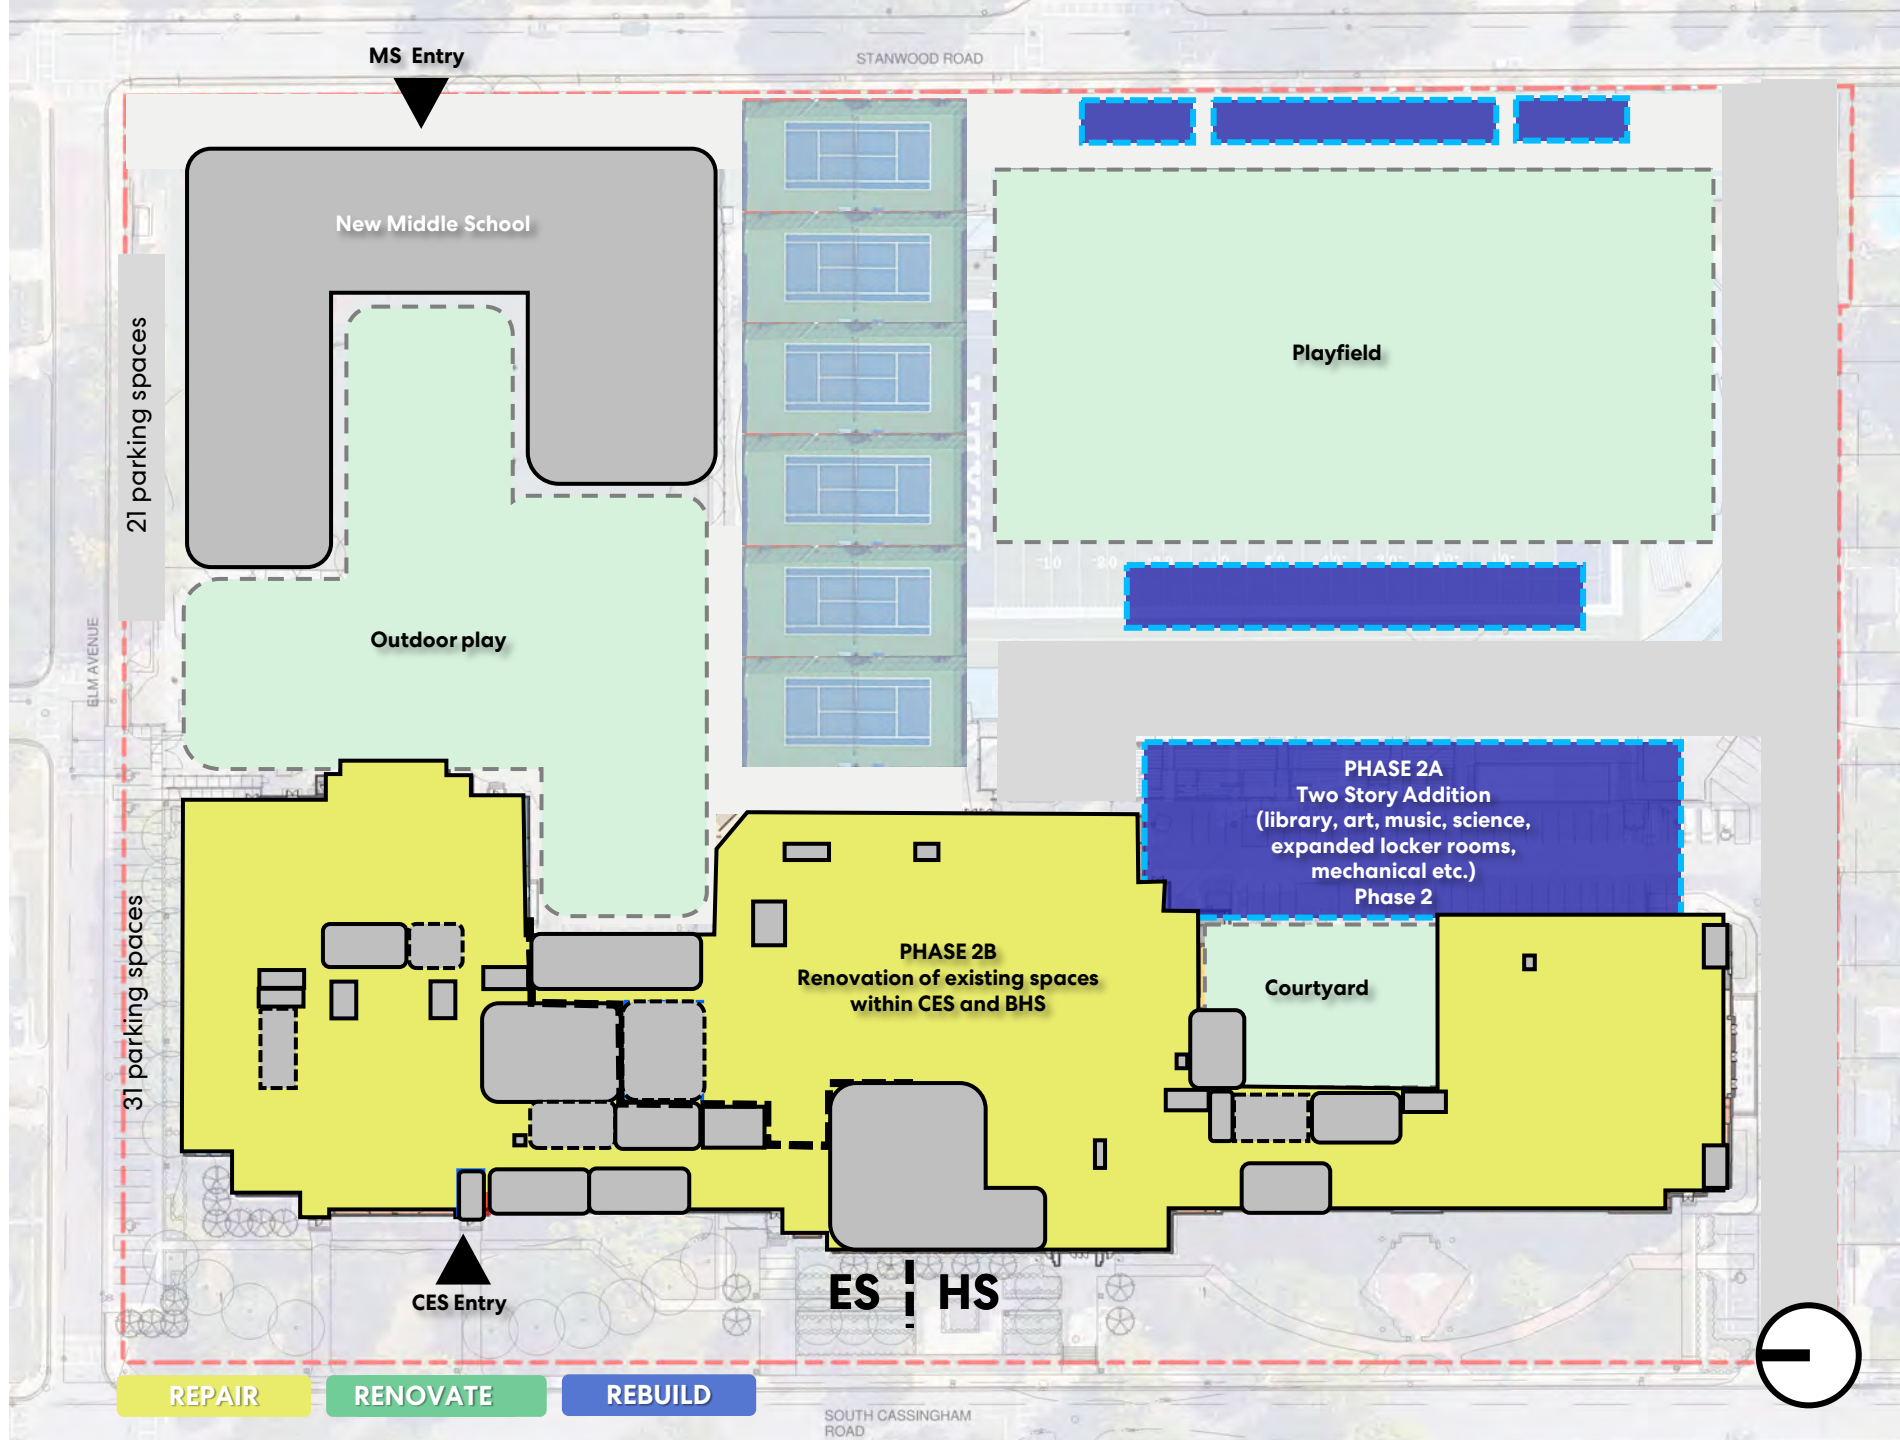 MS Entry
STANWOOD ROAD
New Middle School
21 parking spaces
Playfield
Outdoor play
ELM AVENUE
PHASE 2A
Two Story Addition
(library, art, music, science,
expanded locker rooms,
mechanical etc.)
Phase 2
31 parking spaces
PHASE 2B
Renovation of existing spaces
within CES and BHS
Courtyard
CES Entry
ES
HS
REPAIR
RENOVATE
REBUILD
SOUTH CASSINGHAM
ROAD